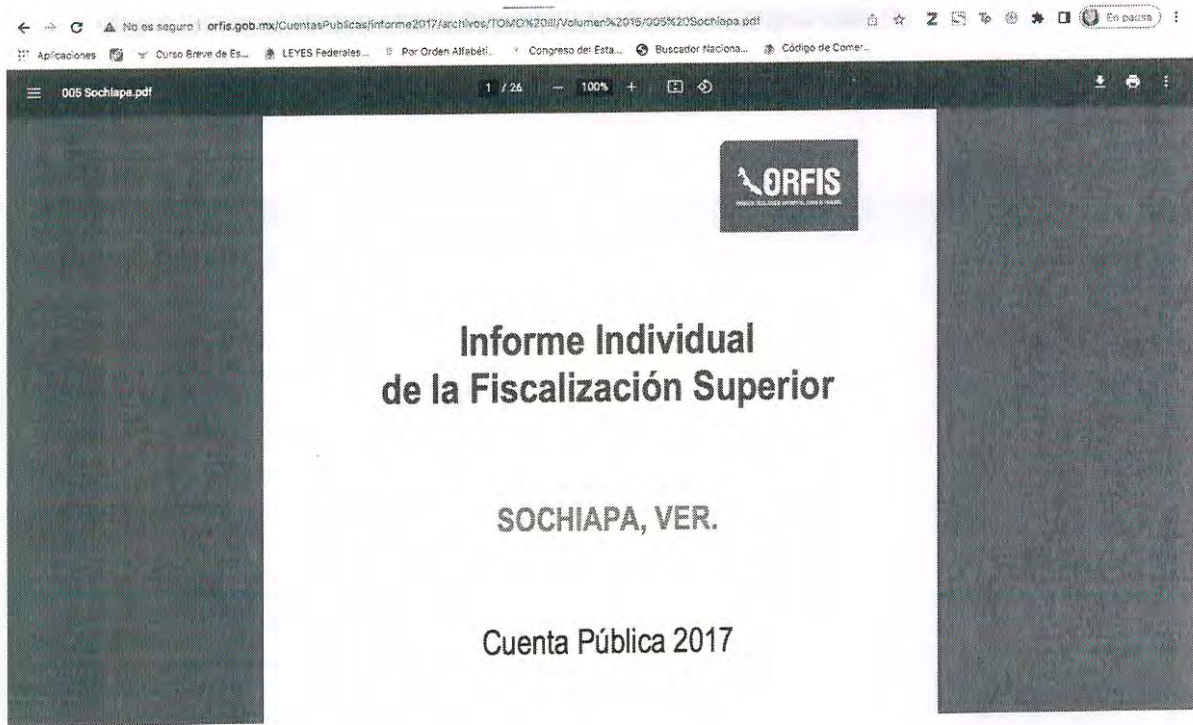 No es seguro | orfis.gob.mx/CuentasPublicas/informe2017/archivos/TOMO%20III/Volumen%2015/005%20Sochiapa.pdf
En pausa
Aplicaciones Curso Breve de Es... LEYES Federales... Por Orden Alfabéti... Congreso del Esta... Buscador Naciona... Código de Comer...
005 Sochiapa.pdf 1 / 26 − 100% +
ORFIS
Informe Individual
de la Fiscalización Superior
SOCHIAPA, VER.
Cuenta Pública 2017